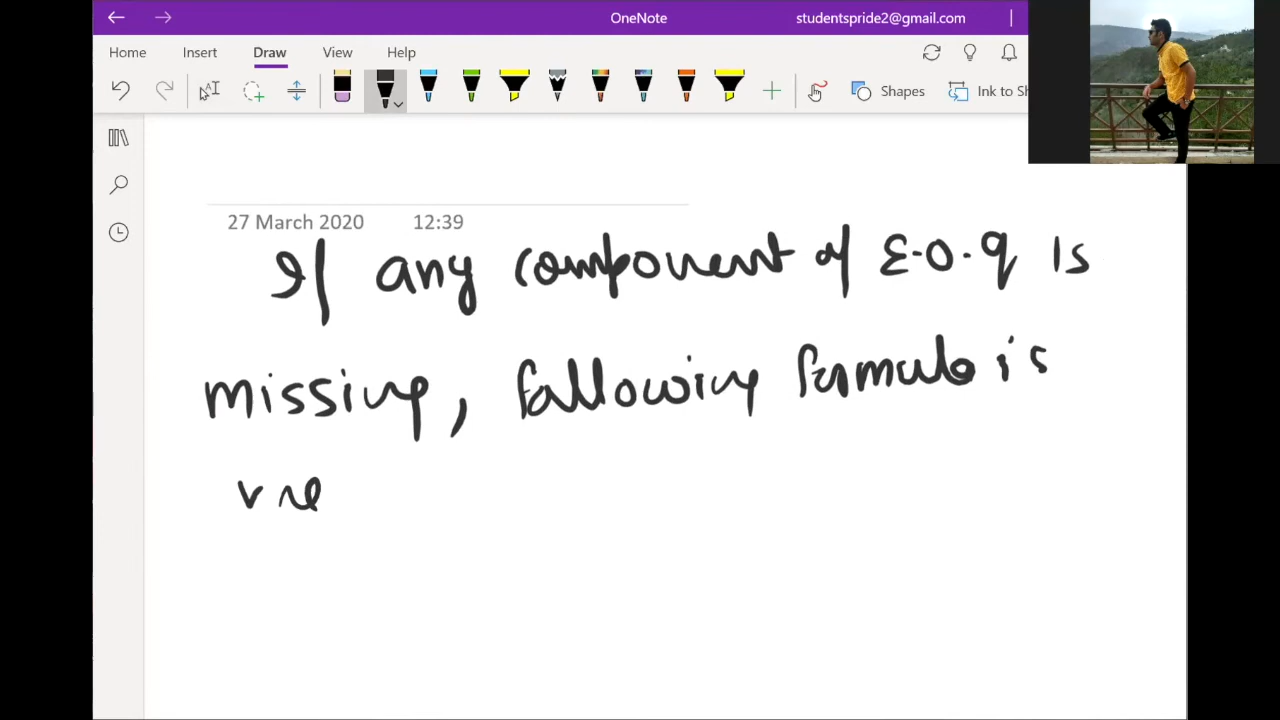 OneNote
studentspride2@gmail.com
Home Insert Draw View Help
Shapes Ink to Sh
27 March 2020 12:39
If any component of E.O.q is
missing, following formula is